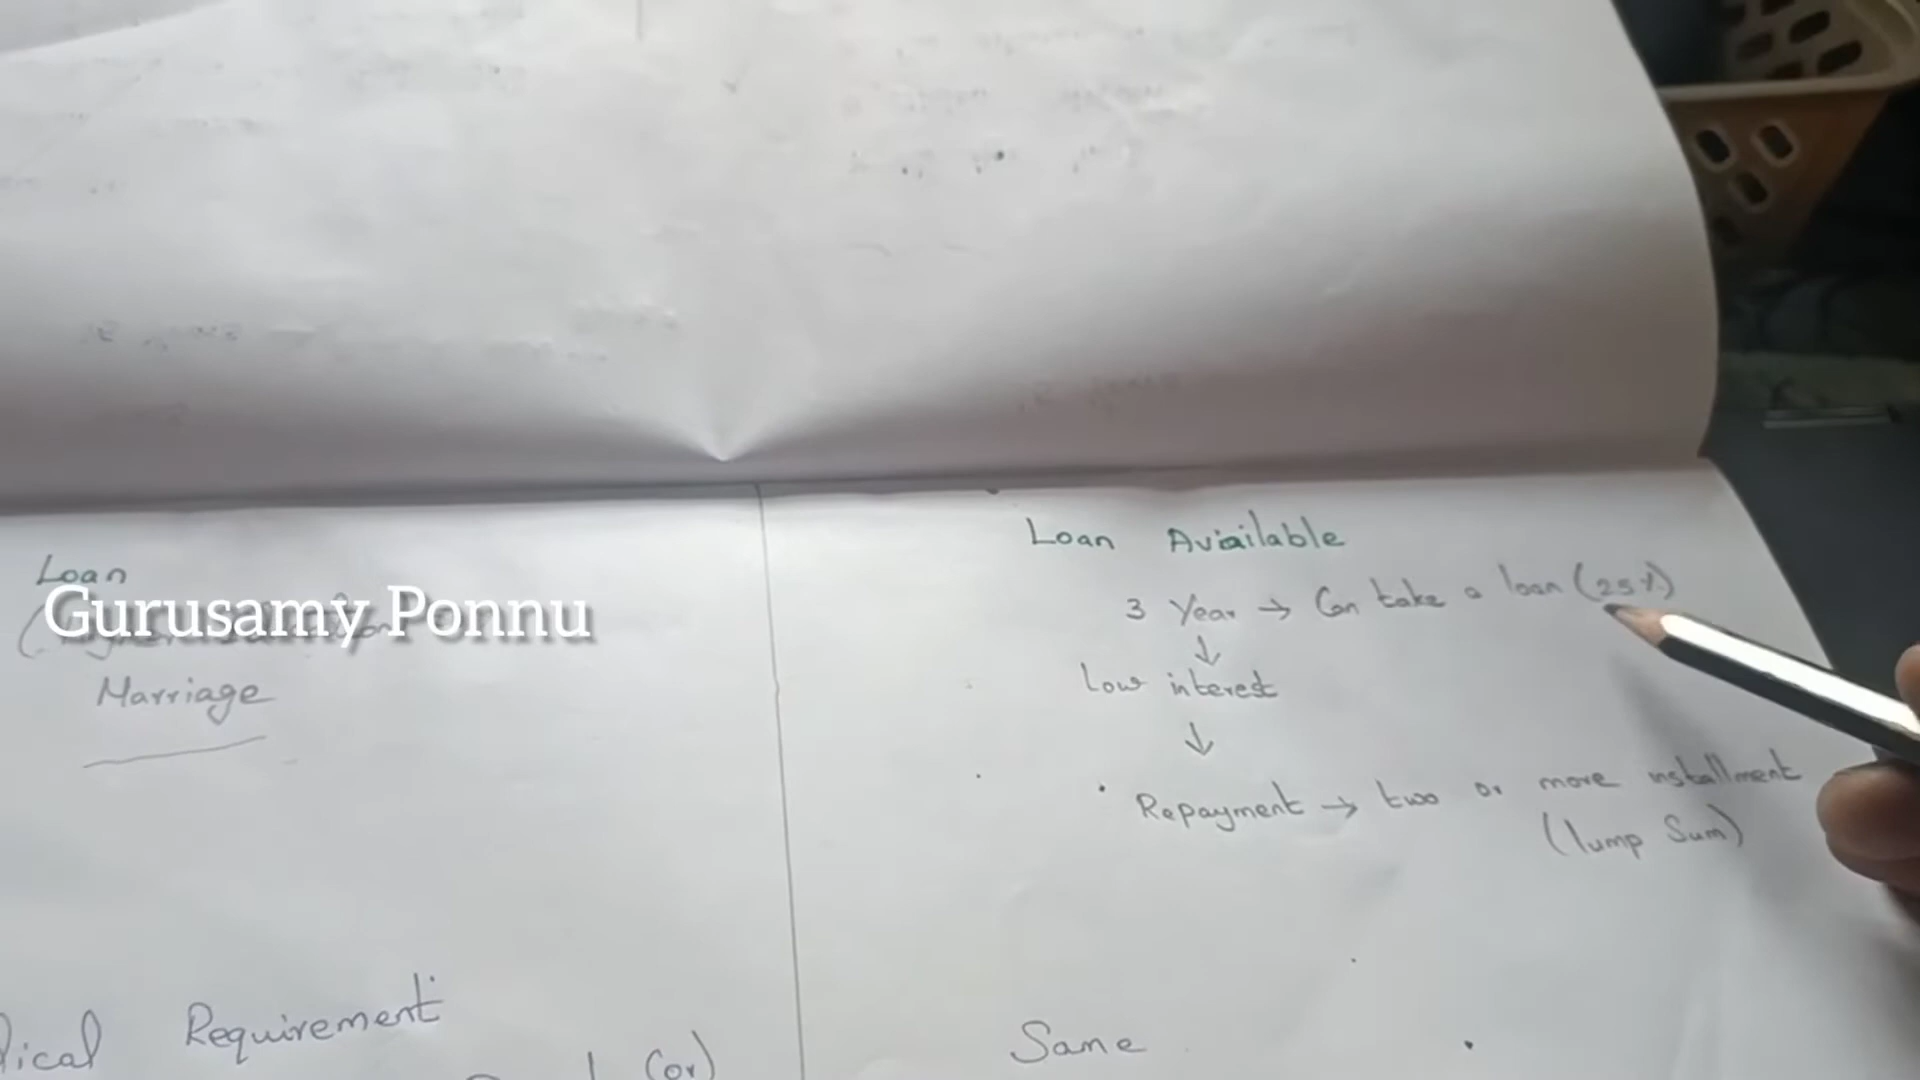 Loan
Gurusamy Ponnu
Marriage
Requirement
(or)
Loan Aviailable
3 Year → Can take a loan (25%)
↓
Low interest
↓
Repayment → two or more installment
(lump Sum)
Same